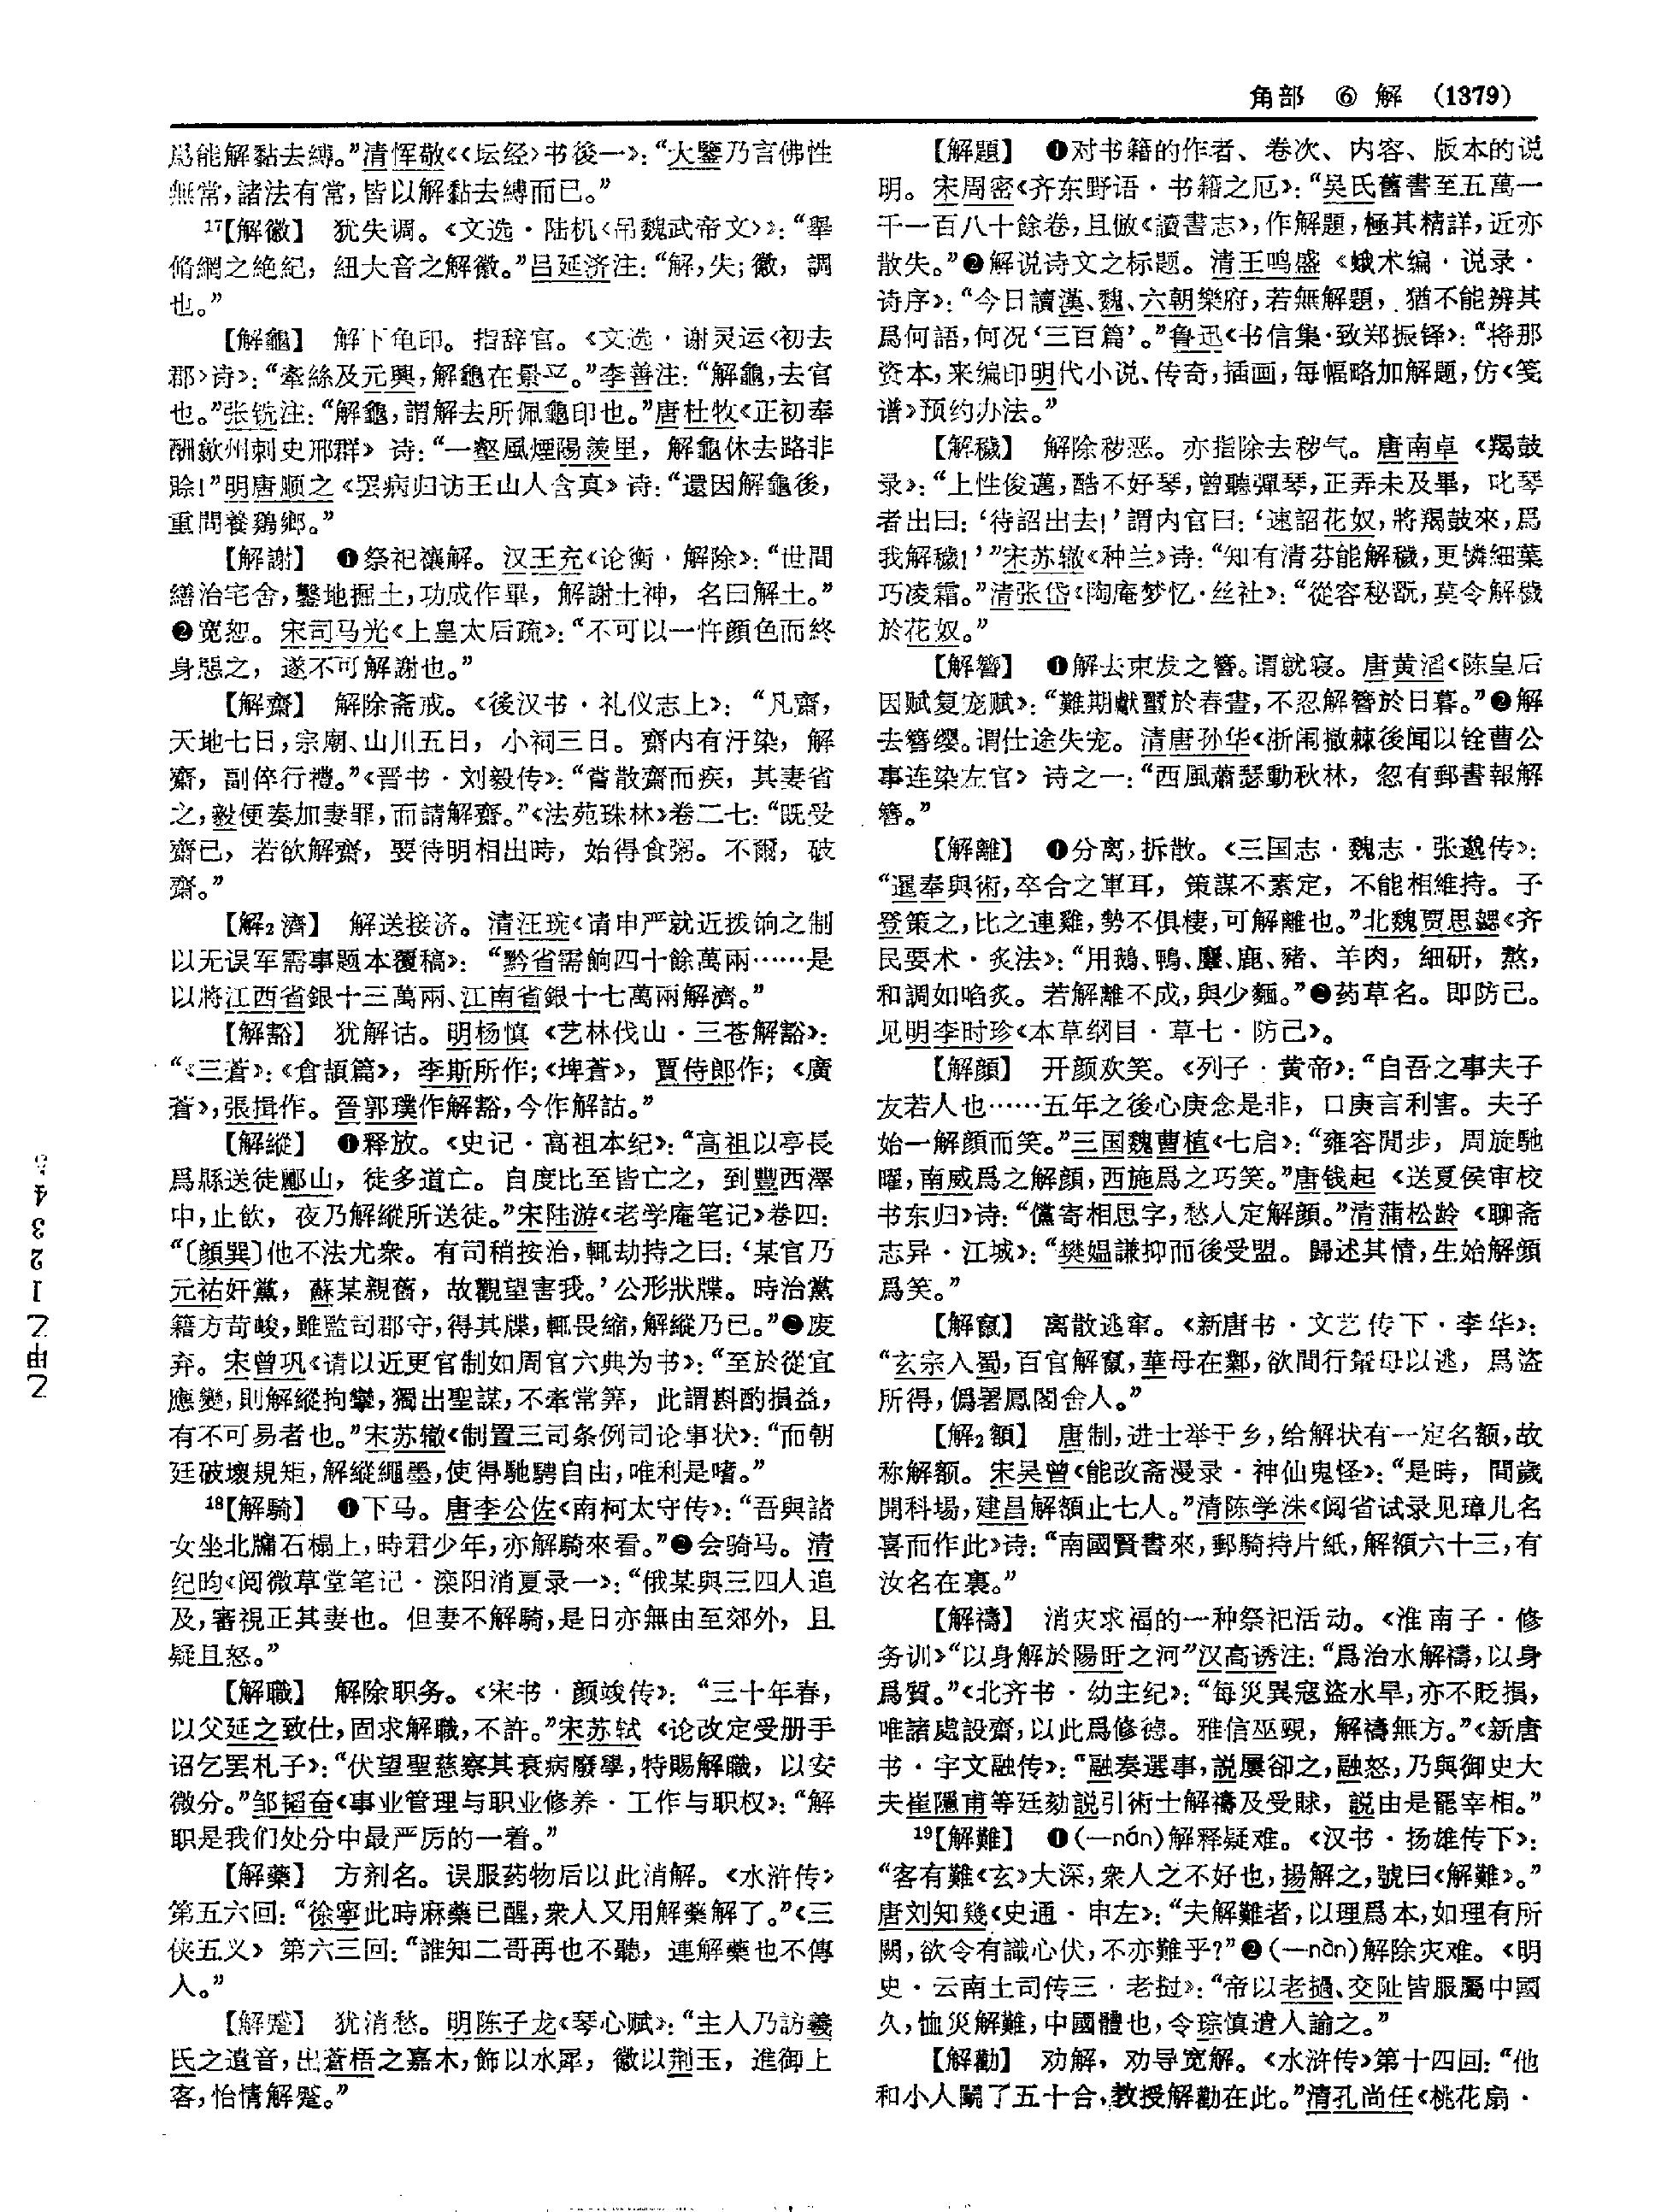 角部 ⑥ 解 (1379)
爲能解黏去縛。”清恽敬《〈坛经〉书後一》：“大鑒乃言佛性
無常，諸法有常，皆以解黏去縛而已。”
17【解徽】 犹失调。《文选·陆机〈吊魏武帝文〉》：“舉
脩網之絶紀，紐大音之解徽。”吕延济注：“解，失；徽，調
也。”
【解龜】 解下龟印。指辞官。《文选·谢灵运〈初去
郡〉诗》：“牽絲及元興，解龜在景平。”李善注：“解龜，去官
也。”张铣注：“解龜，謂解去所佩龜印也。”唐杜牧《正初奉
酬歙州刺史邢群》诗：“一壑風煙陽羨里，解龜休去路非
賒！”明唐顺之《罢病归访王山人含真》诗：“還因解龜後，
重問養鷄鄉。”
【解謝】 ❶祭祀禳解。汉王充《论衡·解除》：“世間
繕治宅舍，鑿地掘土，功成作畢，解謝土神，名曰解土。”
❷宽恕。宋司马光《上皇太后疏》：“不可以一忤顔色而終
身惡之，遂不可解謝也。”
【解齋】 解除斋戒。《後汉书·礼仪志上》：“凡齋，
天地七日，宗廟、山川五日，小祠三日。齋内有汙染，解
齋，副倅行禮。”《晋书·刘毅传》：“嘗散齋而疾，其妻省
之，毅便奏加妻罪，而請解齋。”《法苑珠林》卷二七：“既受
齋已，若欲解齋，要待明相出時，始得食粥。不爾，破
齋。”
【解₂濟】 解送接济。清汪琬《请申严就近拨饷之制
以无误军需事题本覆稿》：“黔省需餉四十餘萬兩……是
以將江西省銀十三萬兩、江南省銀十七萬兩解濟。”
【解豁】 犹解诂。明杨慎《艺林伐山·三苍解豁》：
“《三蒼》：《倉頡篇》，李斯所作；《埤蒼》，賈侍郎作；《廣
蒼》，張揖作。晉郭璞作解豁，今作解詁。”
【解縱】 ❶释放。《史记·高祖本纪》：“高祖以亭長
爲縣送徒酈山，徒多道亡。自度比至皆亡之，到豐西澤
中，止飲，夜乃解縱所送徒。”宋陆游《老学庵笔记》卷四：
“〔顔巽〕他不法尤衆。有司稍按治，輒劫持之曰：‘某官乃
元祐奸黨，蘇某親舊，故觀望害我。’公形狀牒。時治黨
籍方苛峻，雖監司郡守，得其牒，輒畏縮，解縱乃已。”❷废
弃。宋曾巩《请以近更官制如周官六典为书》：“至於從宜
應變，則解縱拘攣，獨出聖謀，不牽常筭，此謂斟酌損益，
有不可易者也。”宋苏辙《制置三司条例司论事状》：“而朝
廷破壞規矩，解縱繩墨，使得馳騁自由，唯利是嗜。”
18【解騎】 ❶下马。唐李公佐《南柯太守传》：“吾與諸
女坐北牖石榻上，時君少年，亦解騎來看。”❷会骑马。清
纪昀《阅微草堂笔记·滦阳消夏录一》：“俄某與三四人追
及，審視正其妻也。但妻不解騎，是日亦無由至郊外，且
疑且怒。”
【解職】 解除职务。《宋书·颜竣传》：“三十年春，
以父延之致仕，固求解職，不許。”宋苏轼《论改定受册手
诏乞罢札子》：“伏望聖慈察其衰病廢學，特賜解職，以安
微分。”邹韬奋《事业管理与职业修养·工作与职权》：“解
职是我们处分中最严厉的一着。”
【解藥】 方剂名。误服药物后以此消解。《水浒传》
第五六回：“徐寧此時麻藥已醒，衆人又用解藥解了。”《三
侠五义》第六三回：“誰知二哥再也不聽，連解藥也不傳
人。”
【解蹙】 犹消愁。明陈子龙《琴心赋》：“主人乃訪羲
氏之遺音，出蒼梧之嘉木，飾以水犀，徽以荆玉，進御上
客，怡情解蹙。”
【解題】 ❶对书籍的作者、卷次、内容、版本的说
明。宋周密《齐东野语·书籍之厄》：“吴氏舊書至五萬一
千一百八十餘卷，且倣《讀書志》，作解題，極其精詳，近亦
散失。”❷解说诗文之标题。清王鸣盛《蛾术编·说录·
诗序》：“今日讀漢、魏、六朝樂府，若無解題，猶不能辨其
爲何語，何况‘三百篇’。”鲁迅《书信集·致郑振铎》：“将那
资本，来编印明代小说、传奇，插画，每幅略加解题，仿《笺
谱》预约办法。”
【解穢】 解除秽恶。亦指除去秽气。唐南卓《羯鼓
录》：“上性俊邁，酷不好琴，曾聽彈琴，正弄未及畢，叱琴
者出曰：‘待詔出去！’謂内官曰：‘速詔花奴，將羯鼓來，爲
我解穢！’”宋苏辙《种兰》诗：“知有清芬能解穢，更憐細葉
巧凌霜。”清张岱《陶庵梦忆·丝社》：“從容秘翫，莫令解穢
於花奴。”
【解簪】 ❶解去束发之簪。谓就寝。唐黄滔《陈皇后
因赋复宠赋》：“難期獻璽於春晝，不忍解簪於日暮。”❷解
去簪缨。谓仕途失宠。清唐孙华《浙闱撤棘後闻以铨曹公
事连染左官》诗之一：“西風蕭瑟動秋林，忽有郵書報解
簪。”
【解離】 ❶分离，拆散。《三国志·魏志·张邈传》：
“暹奉與術，卒合之軍耳，策謀不素定，不能相維持。子
登策之，比之連雞，勢不俱棲，可解離也。”北魏贾思勰《齐
民要术·炙法》：“用鵝、鴨、麞、鹿、豬、羊肉，細研，熬，
和調如啗炙。若解離不成，與少麵。”❷药草名。即防己。
见明李时珍《本草纲目·草七·防己》。
【解顔】 开颜欢笑。《列子·黄帝》：“自吾之事夫子
友若人也……五年之後心庚念是非，口庚言利害。夫子
始一解顔而笑。”三国魏曹植《七启》：“雍容閒步，周旋馳
曜，南威爲之解顔，西施爲之巧笑。”唐钱起《送夏侯审校
书东归》诗：“儻寄相思字，愁人定解顔。”清蒲松龄《聊斋
志异·江城》：“樊媪謙抑而後受盟。歸述其情，生始解顔
爲笑。”
【解竄】 离散逃窜。《新唐书·文艺传下·李华》：
“玄宗入蜀，百官解竄，華母在鄴，欲間行輦母以逃，爲盗
所得，僞署鳳閣舍人。”
【解₂額】 唐制，进士举于乡，给解状有一定名额，故
称解额。宋吴曾《能改斋漫录·神仙鬼怪》：“是時，間歲
開科場，建昌解額止七人。”清陈学洙《阅省试录见璋儿名
喜而作此》诗：“南國賢書來，郵騎持片紙，解額六十三，有
汝名在裏。”
【解禱】 消灾求福的一种祭祀活动。《淮南子·修
务训》“以身解於陽盱之河”汉高诱注：“爲治水解禱，以身
爲質。”《北齐书·幼主纪》：“每災異寇盜水旱，亦不貶損，
唯諸處設齋，以此爲修德。雅信巫覡，解禱無方。”《新唐
书·宇文融传》：“融奏選事，説屢卻之，融怒，乃與御史大
夫崔隱甫等廷劾説引術士解禱及受賕，説由是罷宰相。”
19【解難】 ❶(—nán)解释疑难。《汉书·扬雄传下》：
“客有難《玄》大深，衆人之不好也，揚解之，號曰《解難》。”
唐刘知幾《史通·申左》：“夫解難者，以理爲本，如理有所
闕，欲令有識心伏，不亦難乎？”❷(—nàn)解除灾难。《明
史·云南土司传三·老挝》：“帝以老撾、交阯皆服屬中國
久，恤災解難，中國體也，令琮慎遣人諭之。”
【解勸】 劝解，劝导宽解。《水浒传》第十四回：“他
和小人鬬了五十合，教授解勸在此。”清孔尚任《桃花扇·